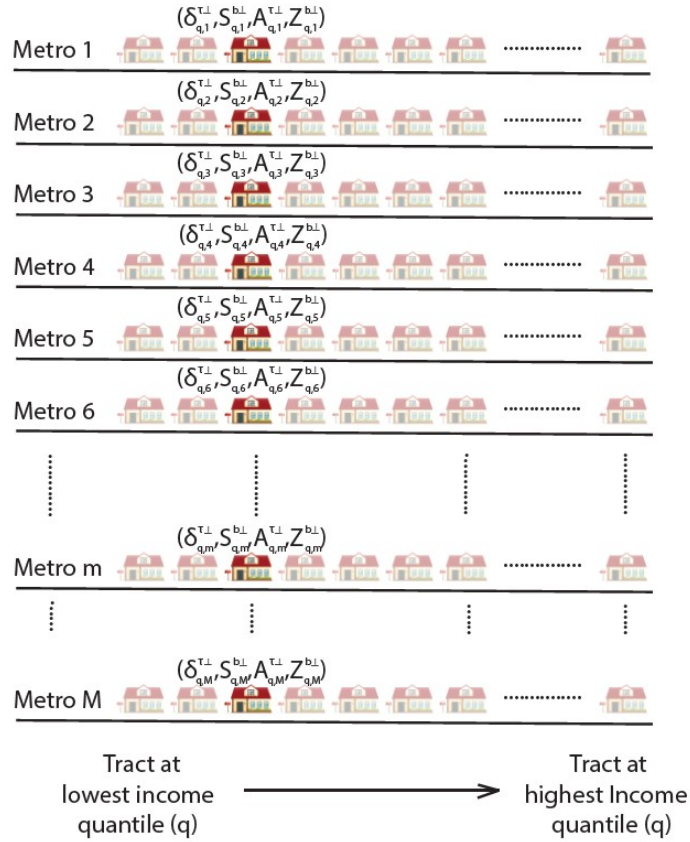 (δ^{τ⊥}_{q,1},S^{b⊥}_{q,1},A^{τ⊥}_{q,1},Z^{b⊥}_{q,1})
Metro 1
(δ^{τ⊥}_{q,2},S^{b⊥}_{q,2},A^{τ⊥}_{q,2},Z^{b⊥}_{q,2})
Metro 2
(δ^{τ⊥}_{q,3},S^{b⊥}_{q,3},A^{τ⊥}_{q,3},Z^{b⊥}_{q,3})
Metro 3
(δ^{τ⊥}_{q,4},S^{b⊥}_{q,4},A^{τ⊥}_{q,4},Z^{b⊥}_{q,4})
Metro 4
(δ^{τ⊥}_{q,5},S^{b⊥}_{q,5},A^{τ⊥}_{q,5},Z^{b⊥}_{q,5})
Metro 5
(δ^{τ⊥}_{q,6},S^{b⊥}_{q,6},A^{τ⊥}_{q,6},Z^{b⊥}_{q,6})
Metro 6
(δ^{τ⊥}_{q,m},S^{b⊥}_{q,m},A^{τ⊥}_{q,m},Z^{b⊥}_{q,m})
Metro m
(δ^{τ⊥}_{q,M},S^{b⊥}_{q,M},A^{τ⊥}_{q,M},Z^{b⊥}_{q,M})
Metro M
Tract at
lowest income
quantile (q)
Tract at
highest Income
quantile (q)